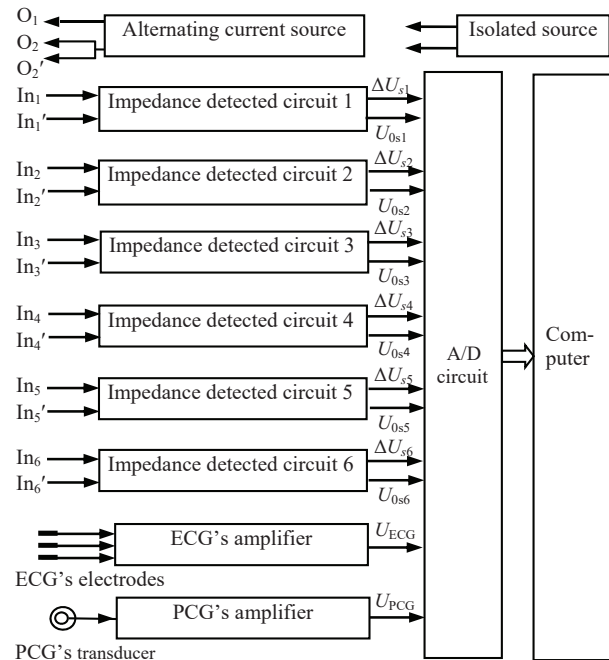 O₁
Alternating current source
Isolated source
O₂
O₂′
In₁
Impedance detected circuit 1
ΔUs1
In₁′
U0s1
In₂
Impedance detected circuit 2
ΔUs2
In₂′
U0s2
In₃
Impedance detected circuit 3
ΔUs3
In₃′
U0s3
In₄
Impedance detected circuit 4
ΔUs4
In₄′
U0s4
A/D
circuit
Com-
puter
In₅
Impedance detected circuit 5
ΔUs5
In₅′
U0s5
In₆
Impedance detected circuit 6
ΔUs6
In₆′
U0s6
ECG's amplifier
UECG
ECG's electrodes
PCG's amplifier
UPCG
PCG's transducer